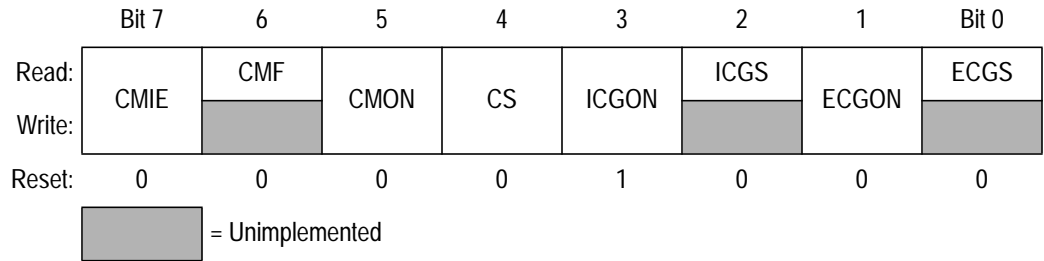 Bit 7 6 5 4 3 2 1 Bit 0
Read: CMIE CMF CMON CS ICGON ICGS ECGON ECGS
Write:
Reset: 0 0 0 0 1 0 0 0
= Unimplemented